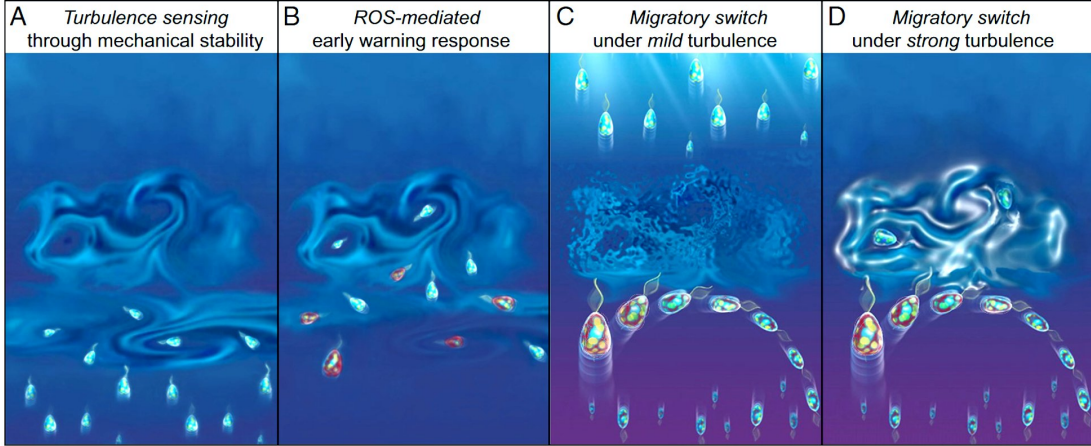 A
Turbulence sensing
through mechanical stability
B
ROS-mediated
early warning response
C
Migratory switch
under mild turbulence
D
Migratory switch
under strong turbulence